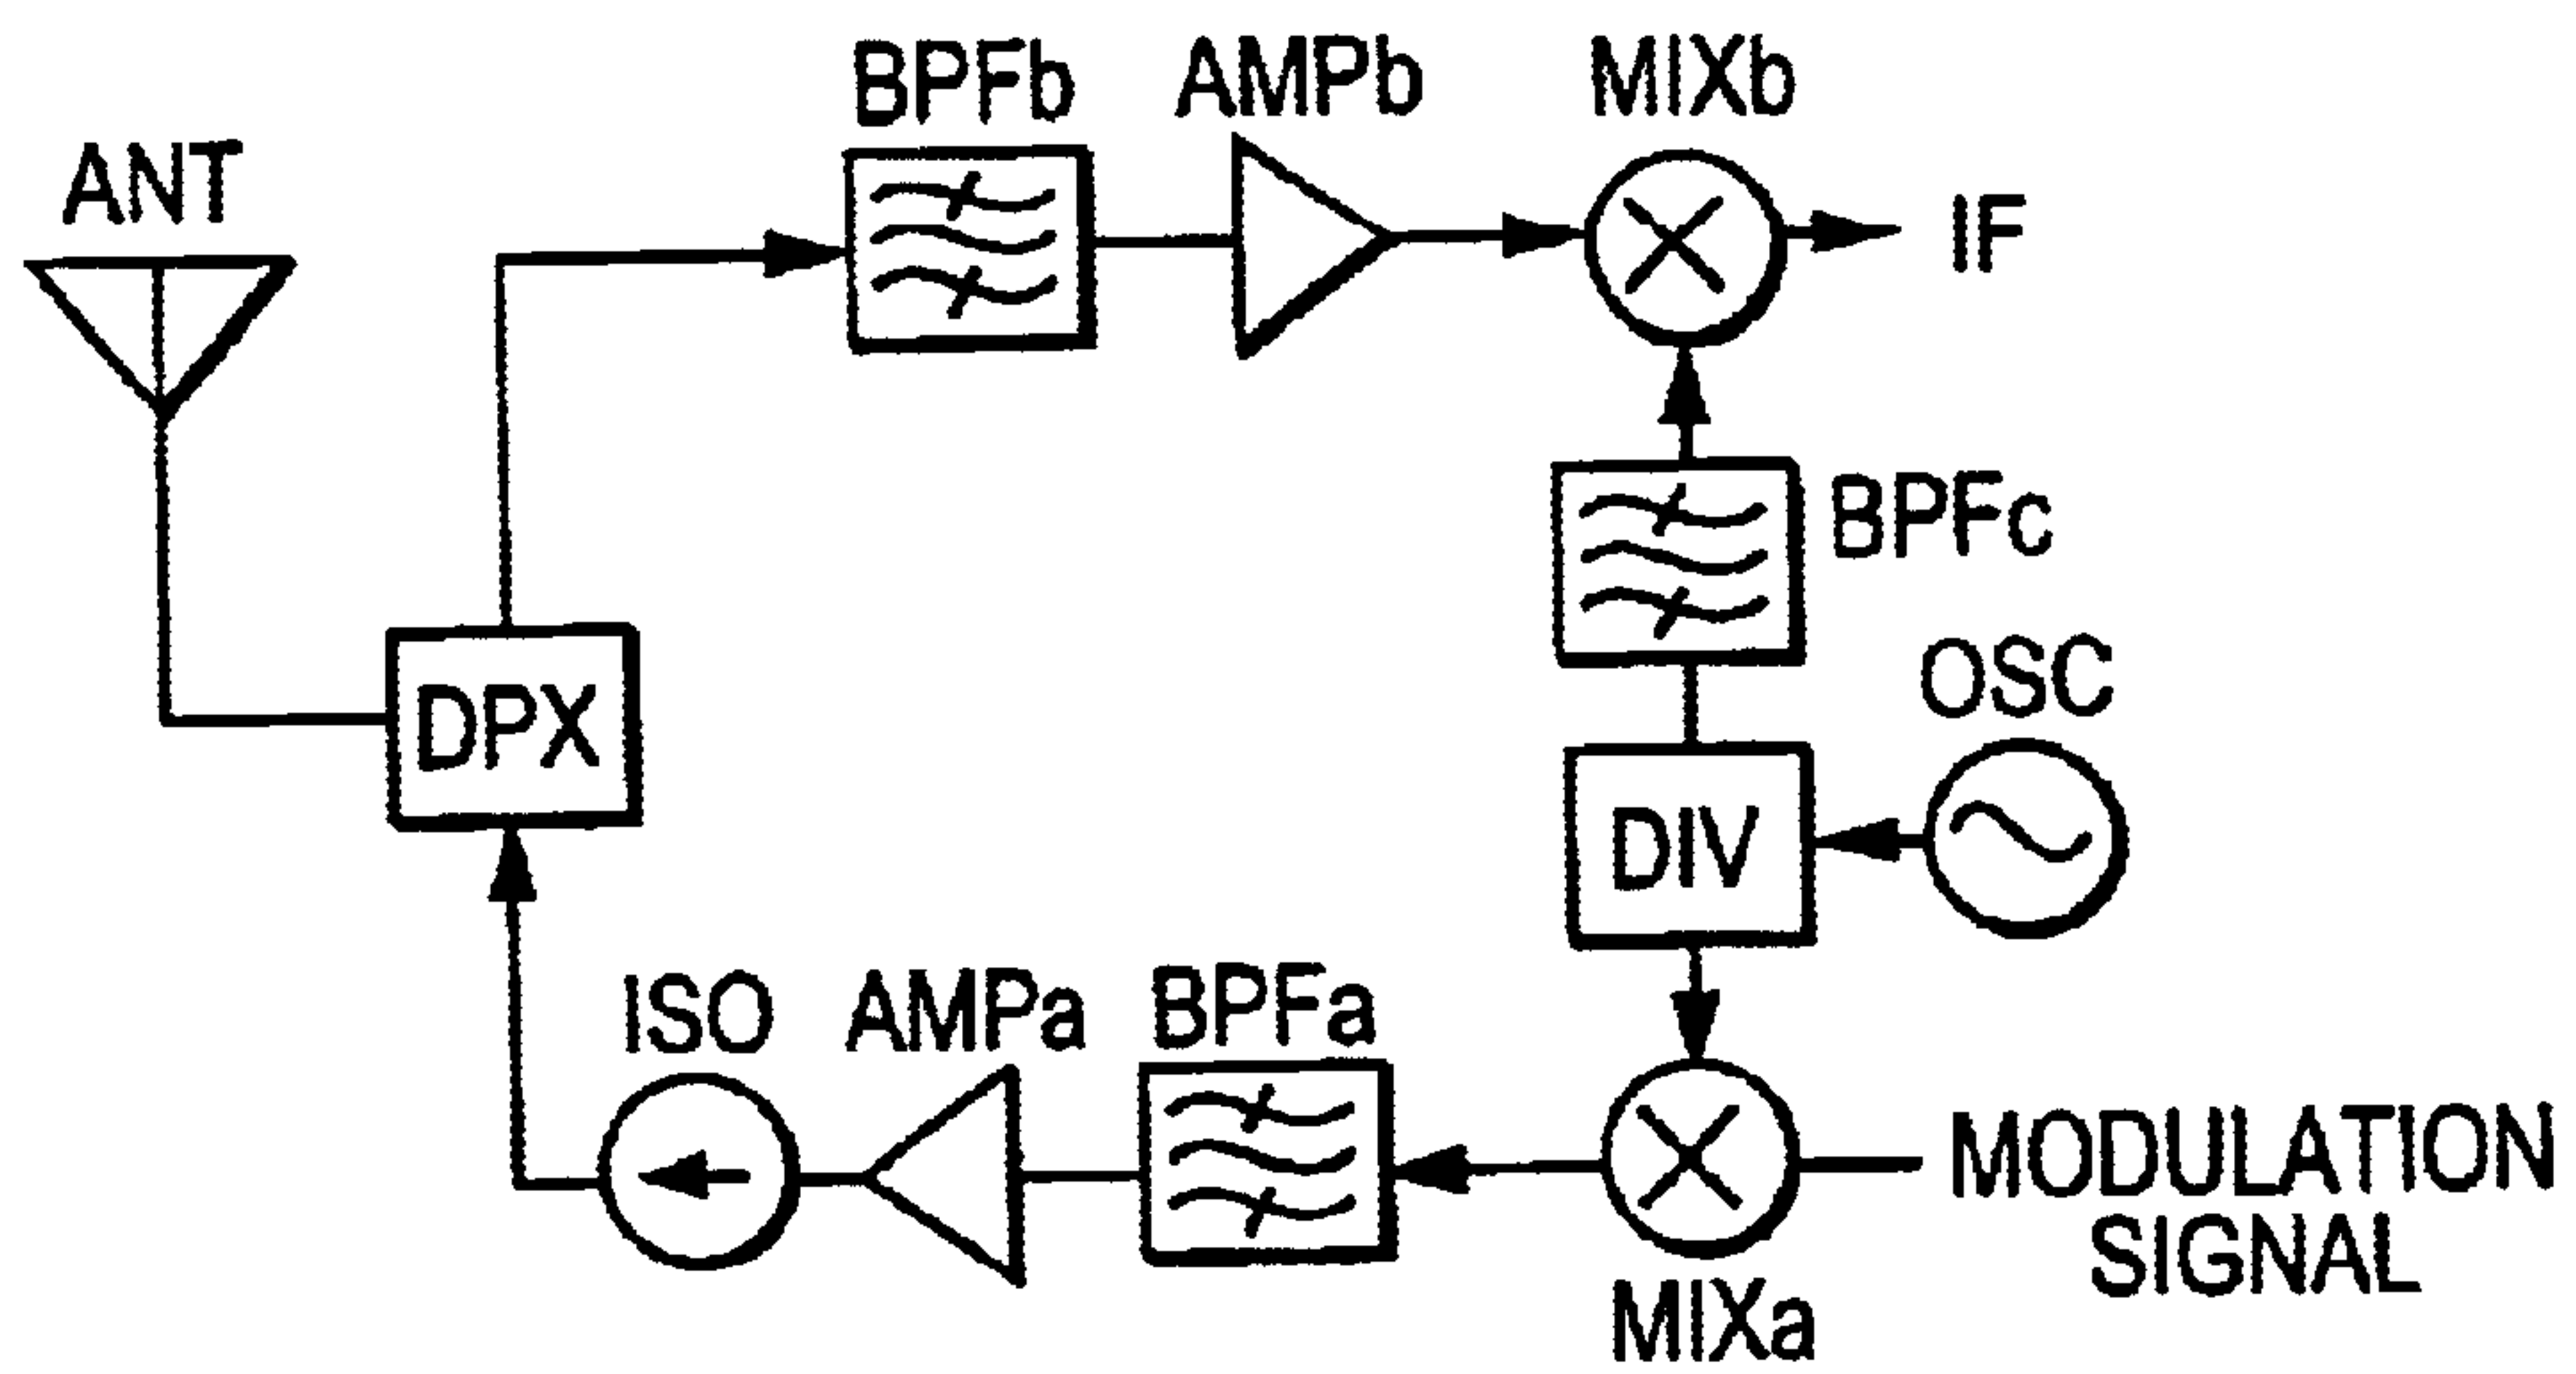 BPFb
AMPb
MIXb
ANT
IF
BPFc
OSC
DPX
DIV
ISO
AMPa
BPFa
MODULATION
SIGNAL
MIXa